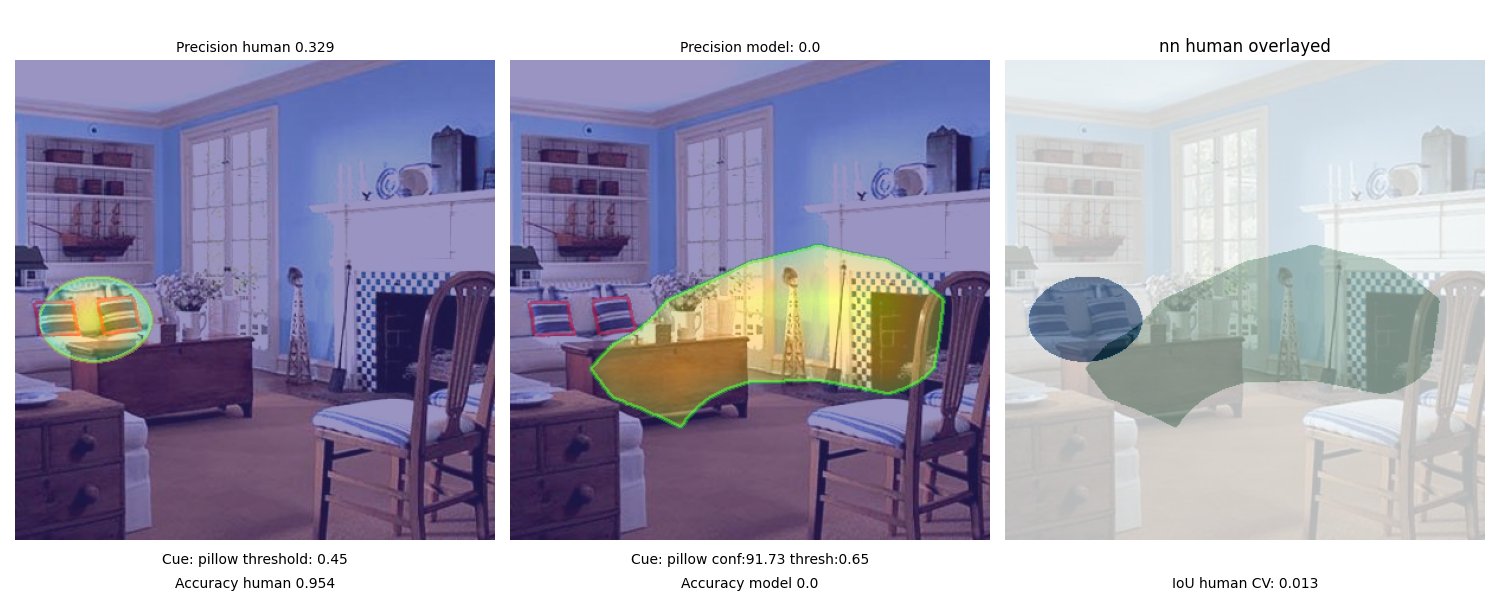 Precision human 0.329
Precision model: 0.0
nn human overlayed
Cue: pillow threshold: 0.45
Cue: pillow conf:91.73 thresh:0.65
Accuracy human 0.954
Accuracy model 0.0
IoU human CV: 0.013